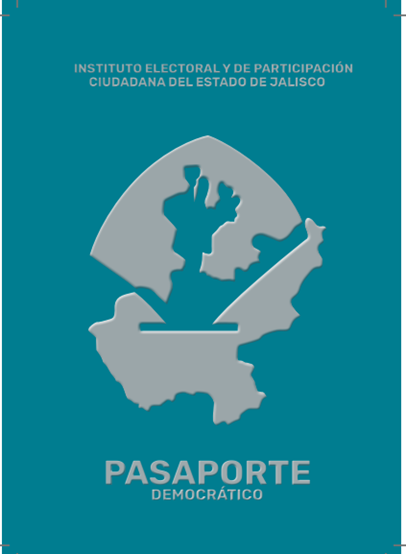 INSTITUTO ELECTORAL Y DE PARTICIPACIÓN
CIUDADANA DEL ESTADO DE JALISCO
PASAPORTE
DEMOCRÁTICO